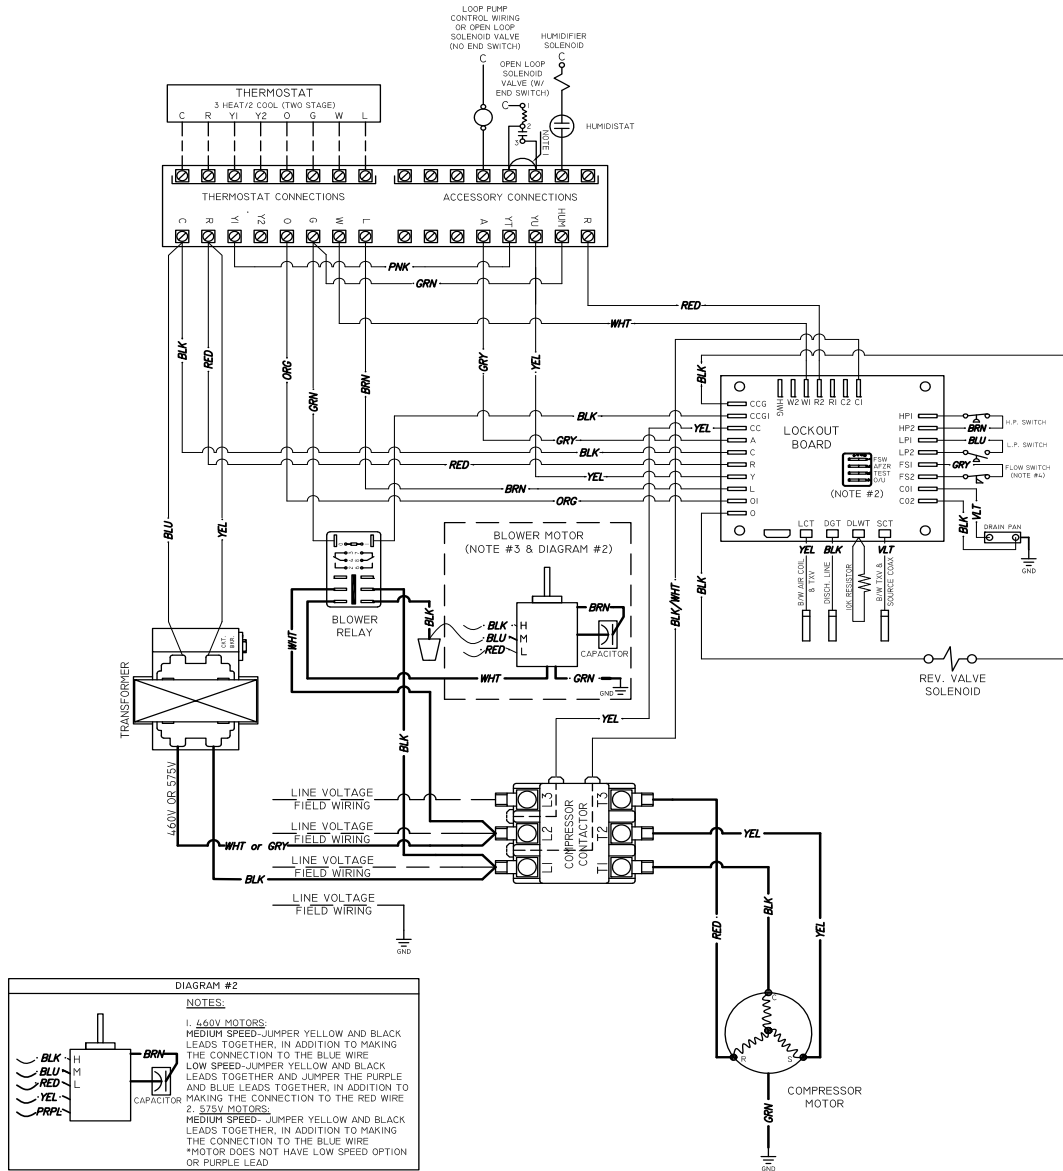 LOOP PUMP
CONTROL WIRING
OR OPEN LOOP
SOLENOID VALVE
(NO END SWITCH)
C
HUMIDIFIER
SOLENOID
C
OPEN LOOP
SOLENOID
VALVE (W/
END SWITCH)
C
1
2
3
NOTE 1
HUMIDISTAT
THERMOSTAT
3 HEAT/2 COOL (TWO STAGE)
C R Y1 Y2 O G W L
THERMOSTAT CONNECTIONS
ACCESSORY CONNECTIONS
C R Y1 Y2 O G W L A YT YU HUM R
PNK
GRN
RED
WHT
BLK
RED
ORG
GRN
BRN
GRY
YEL
BLK
BLK
YEL
GRY
BLK
RED
YEL
BRN
ORG
CCG
CCG1
CC
A
C
R
Y
L
O1
O
HWG W2 W1 R2 R1 C2 C1
LOCKOUT
BOARD
FSW
AFZR
TEST
O/U
(NOTE #2)
HP1
HP2
LP1
LP2
FS1
FS2
CO1
CO2
BRN
BLU
GRY
H.P. SWITCH
L.P. SWITCH
FLOW SWITCH
(NOTE #4)
VLT
BLK
DRAIN PAN
GND
LCT DGT DLWT SCT
YEL BLK VLT
B/W AIR COIL
& TXV
DISCH. LINE
10K RESISTOR
B/W TXV &
SOURCE COAX
BLU
YEL
BLOWER
RELAY
BLOWER MOTOR
(NOTE #3 & DIAGRAM #2)
BLK
BLK
BLU
RED
H
M
L
BRN
CAPACITOR
WHT
GRN
GND
WHT
BLK
BLK
BLK/WHT
REV. VALVE
SOLENOID
TRANSFORMER
CKT.
BKR.
460V OR 575V
YEL
LINE VOLTAGE
FIELD WIRING
LINE VOLTAGE
FIELD WIRING
WHT or GRY
LINE VOLTAGE
FIELD WIRING
BLK
LINE VOLTAGE
FIELD WIRING
GND
L3
L2
L1
COMPRESSOR
CONTACTOR
T3
T2
T1
YEL
RED
BLK
YEL
C
R
S
COMPRESSOR
MOTOR
GRN
GND
DIAGRAM #2
BLK
BLU
RED
YEL
PRPL
H
M
L
BRN
CAPACITOR
NOTES:
1. 460V MOTORS:
MEDIUM SPEED-JUMPER YELLOW AND BLACK
LEADS TOGETHER, IN ADDITION TO MAKING
THE CONNECTION TO THE BLUE WIRE
LOW SPEED-JUMPER YELLOW AND BLACK
LEADS TOGETHER AND JUMPER THE PURPLE
AND BLUE LEADS TOGETHER, IN ADDITION TO
MAKING THE CONNECTION TO THE RED WIRE
2. 575V MOTORS:
MEDIUM SPEED- JUMPER YELLOW AND BLACK
LEADS TOGETHER, IN ADDITION TO MAKING
THE CONNECTION TO THE BLUE WIRE
*MOTOR DOES NOT HAVE LOW SPEED OPTION
OR PURPLE LEAD